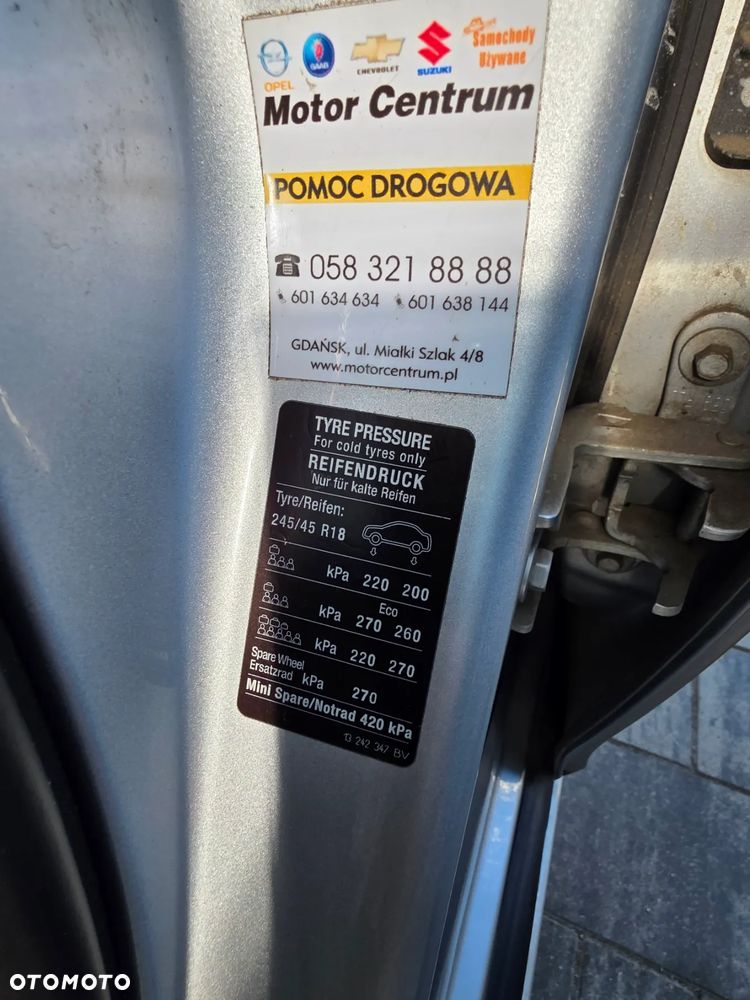 OPEL
SAAB
CHEVROLET
SUZUKI
Samochody
Używane
Motor Centrum
POMOC DROGOWA
058 321 88 88
601 634 634 601 638 144
GDAŃSK, ul. Miałki Szlak 4/8
www.motorcentrum.pl
TYRE PRESSURE
For cold tyres only
REIFENDRUCK
Nur für kalte Reifen
Tyre/Reifen:
245/45 R18
kPa 220 200
Eco
kPa 270 260
kPa 220 270
Spare Wheel
Ersatzrad kPa 270
Mini Spare/Notrad 420 kPa
13 242 347 BV
OTOMOTO